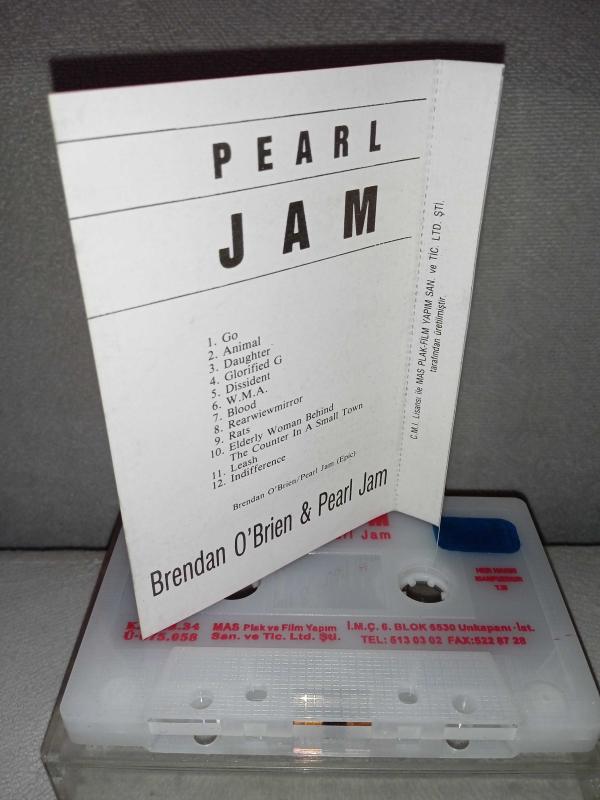 PEARL
JAM
1. Go
2. Animal
3. Daughter
4. Glorified G
5. Dissident
6. W.M.A.
7. Blood
8. Rearwiewmirror
9. Rats
10. Elderly Woman Behind
The Counter In A Small Town
11. Leash
12. Indifference
Brendan O'Brien/Pearl Jam (Epic)
Brendan O'Brien & Pearl Jam
C.M.I. Lisansı ile MAS PLAK-FİLM YAPIM SAN. ve TİC. LTD. ŞTİ.
tarafından üretilmiştir.
Jam
HER HAKKI
MAHFUZDUR
MAS Plak ve Film Yapım İ.M.Ç. 6. BLOK 6530 Unkapanı-İst.
San. ve Tic. Ltd. Şti. TEL: 513 03 02 FAX:522 87 28